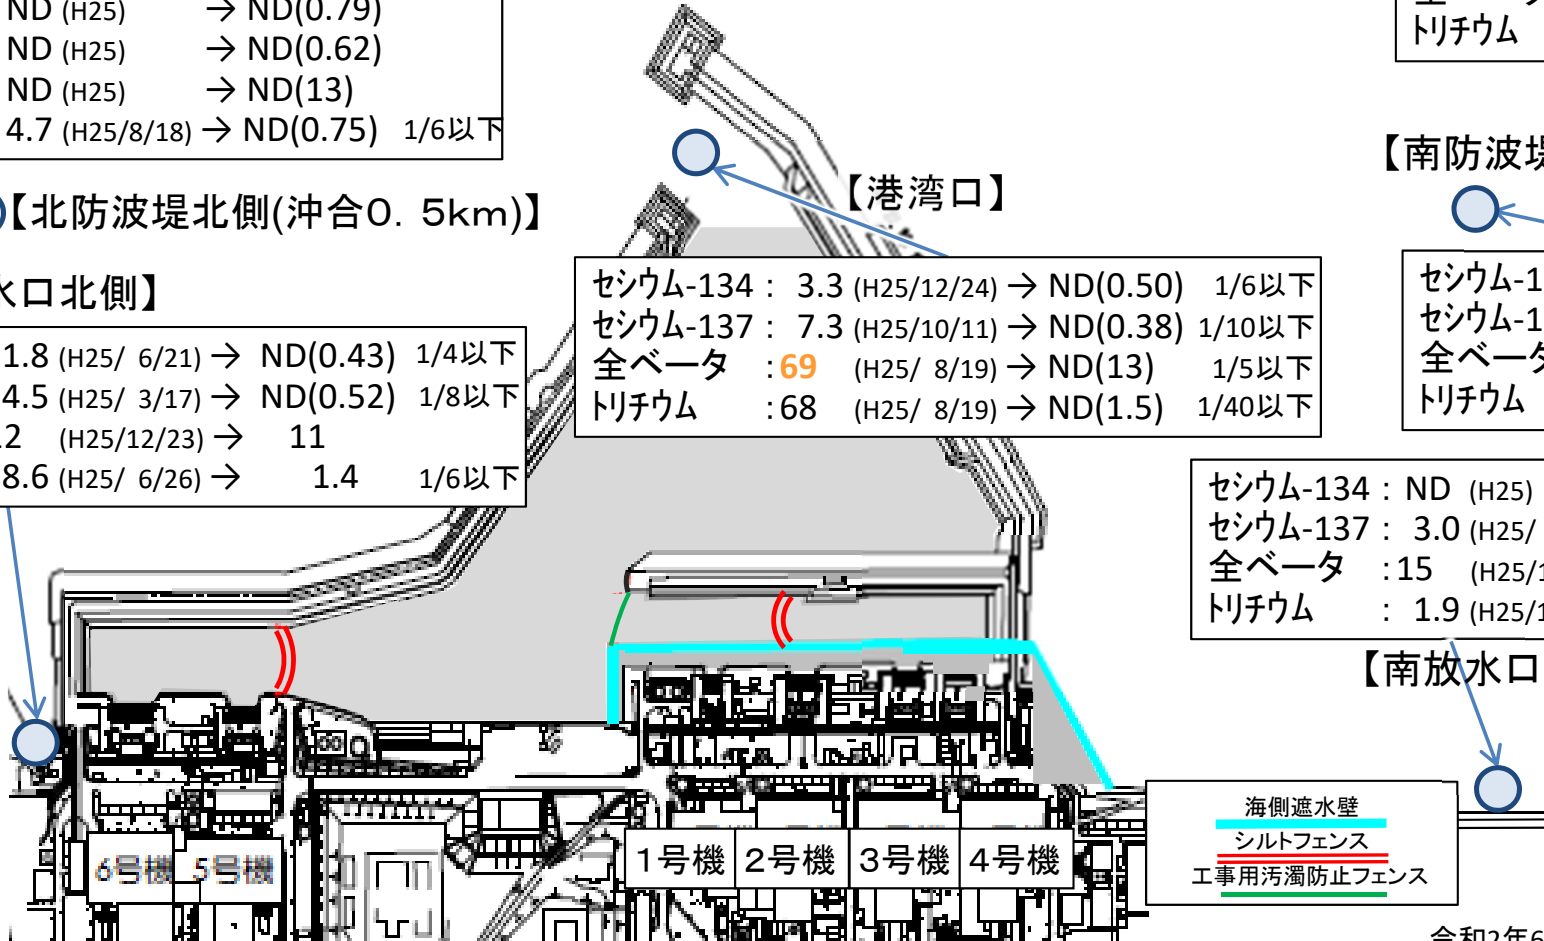 ND (H25) → ND(0.79)
ND (H25) → ND(0.62)
ND (H25) → ND(13)
4.7 (H25/8/18) → ND(0.75) 1/6以下
トリチウム
【南防波堤
【北防波堤北側(沖合0.5km)】
【港湾口】
水口北側】
セシウム-134 : 3.3 (H25/12/24) → ND(0.50) 1/6以下
セシウム-137 : 7.3 (H25/10/11) → ND(0.38) 1/10以下
全ベータ : 69 (H25/ 8/19) → ND(13) 1/5以下
トリチウム : 68 (H25/ 8/19) → ND(1.5) 1/40以下
セシウム-1
セシウム-1
全ベータ
トリチウム
1.8 (H25/ 6/21) → ND(0.43) 1/4以下
4.5 (H25/ 3/17) → ND(0.52) 1/8以下
(H25/12/23) → 11
8.6 (H25/ 6/26) → 1.4 1/6以下
セシウム-134 : ND (H25)
セシウム-137 : 3.0 (H25/
全ベータ : 15 (H25/1
トリチウム : 1.9 (H25/1
【南放水口
海側遮水壁
シルトフェンス
工事用汚濁防止フェンス
6号機 5号機
1号機 2号機 3号機 4号機
令和2年6